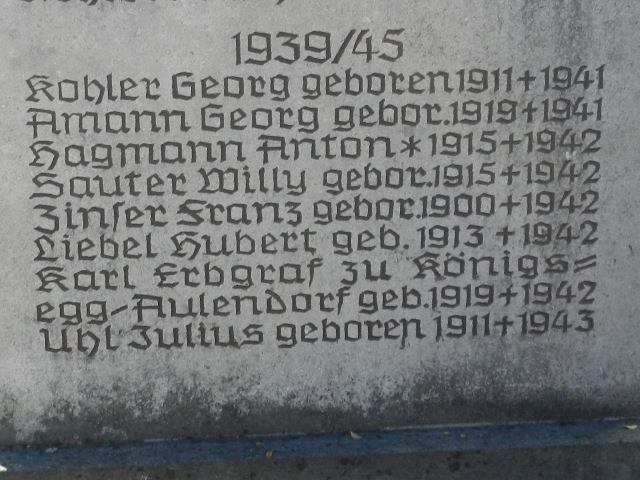 1939/45
Kohler Georg geboren 1911+1941
Amann Georg gebor. 1919+1941
Hagmann Anton * 1915+1942
Sauter Willy gebor. 1915+1942
Zinser Franz gebor. 1900+1942
Liebel Hubert geb. 1913 + 1942
Karl Erbgraf zu Königs=
egg-Aulendorf geb. 1919+1942
Uhl Julius geboren 1911+1943